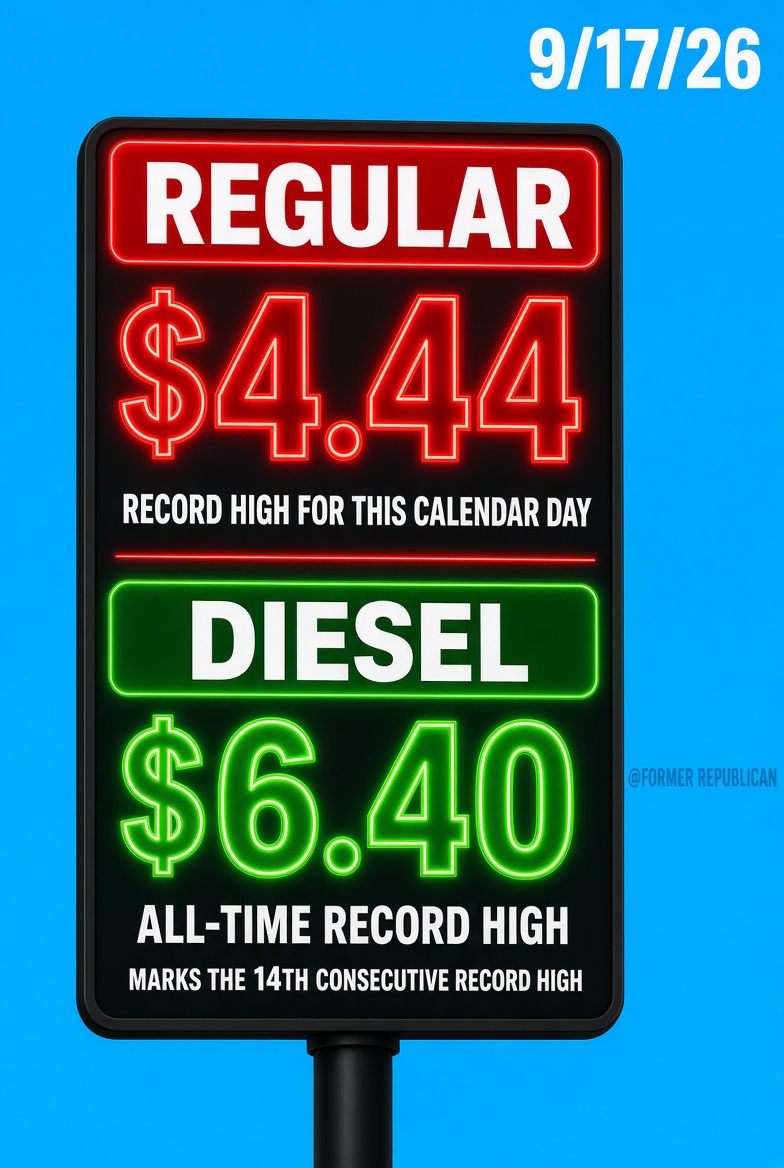 9/17/26
REGULAR
$4.44
RECORD HIGH FOR THIS CALENDAR DAY
DIESEL
$6.40
ALL-TIME RECORD HIGH
MARKS THE 14TH CONSECUTIVE RECORD HIGH
@FORMER REPUBLICAN